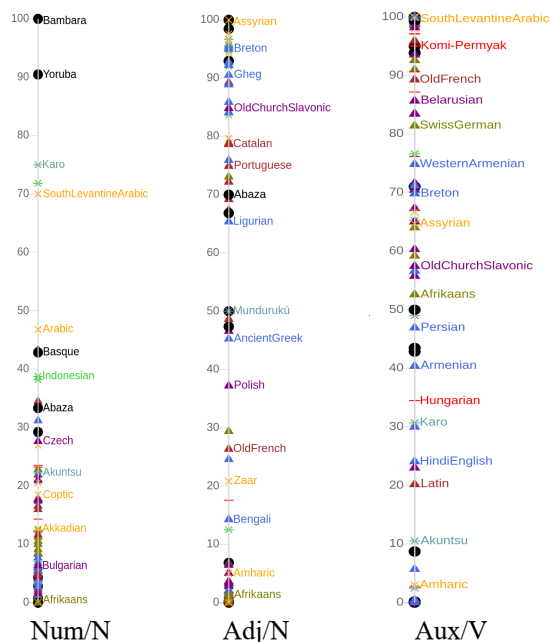 100
Bambara
Yoruba
90
80
Karo
70
SouthLevantineArabic
60
50
Arabic
Basque
40
Indonesian
Abaza
30
Czech
Akuntsu
20
Coptic
Akkadian
10
Bulgarian
Afrikaans
0
Num/N
100
Assyrian
Breton
90
Gheg
OldChurchSlavonic
80
Catalan
Portuguese
70
Abaza
Ligurian
60
50
Mundurukú
AncientGreek
40
Polish
30
OldFrench
Zaar
20
Bengali
10
Amharic
Afrikaans
0
Adj/N
100
SouthLevantineArabic
Komi-Permyak
90
OldFrench
Belarusian
SwissGerman
80
WesternArmenian
70
Breton
Assyrian
60
OldChurchSlavonic
Afrikaans
50
Persian
40
Armenian
Hungarian
Karo
30
HindiEnglish
20
Latin
Akuntsu
10
Amharic
0
Aux/V